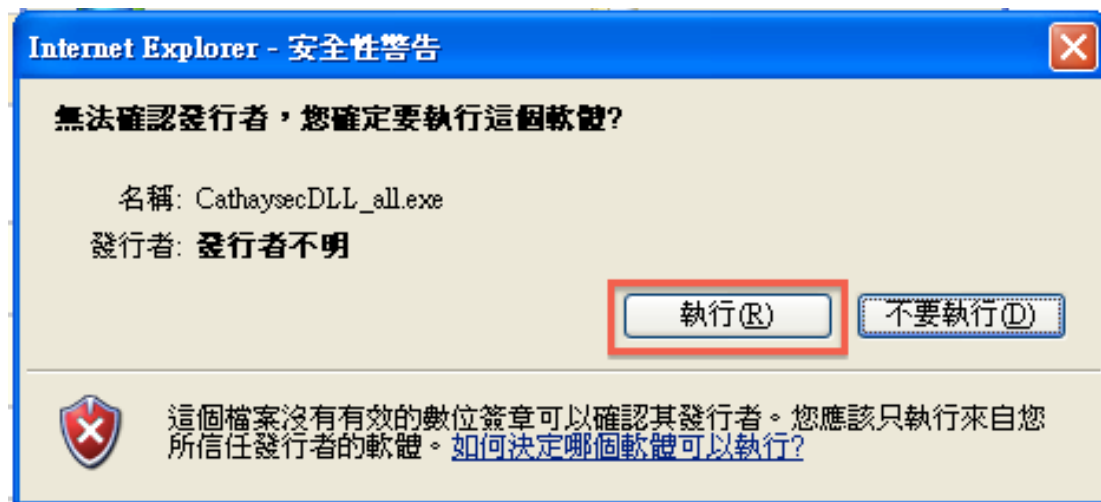 Internet Explorer - 安全性警告
無法確認發行者，您確定要執行這個軟體?
名稱: CathaysecDLL_all.exe
發行者: 發行者不明
執行(R) 不要執行(D)
這個檔案沒有有效的數位簽章可以確認其發行者。您應該只執行來自您
所信任發行者的軟體。如何決定哪個軟體可以執行?